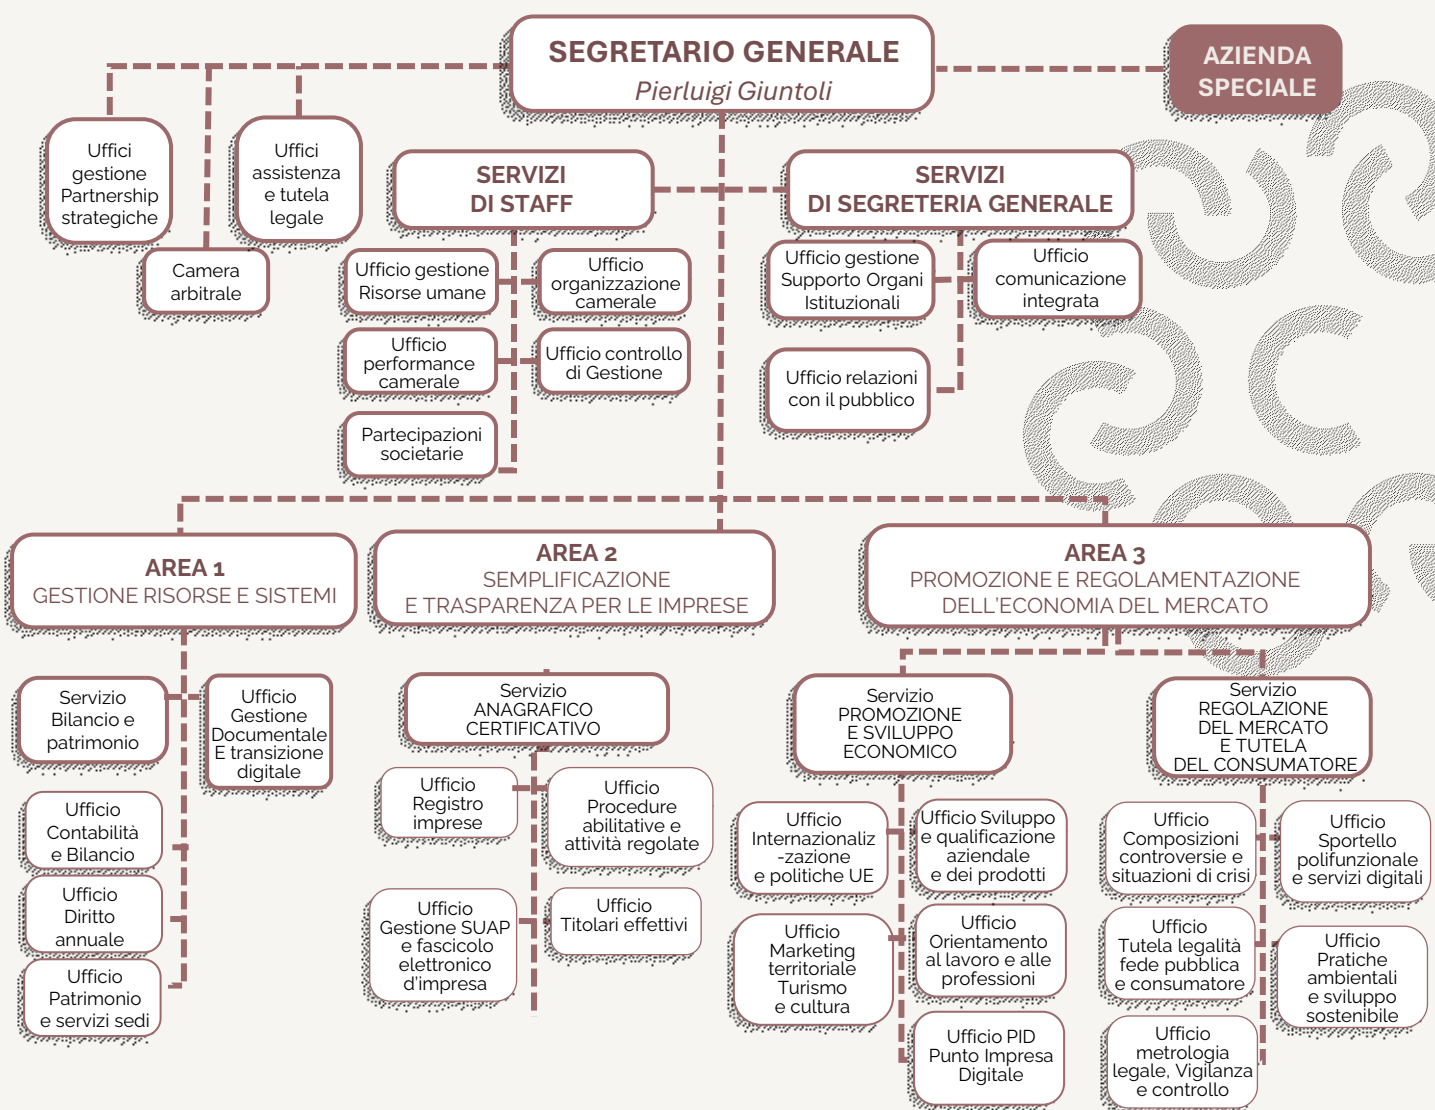 SEGRETARIO GENERALE
Pierluigi Giuntoli
AZIENDA
SPECIALE
Uffici
gestione
Partnership
strategiche
Uffici
assistenza
e tutela
legale
Camera
arbitrale
SERVIZI
DI STAFF
SERVIZI
DI SEGRETERIA GENERALE
Ufficio gestione
Risorse umane
Ufficio
organizzazione
camerale
Ufficio
performance
camerale
Ufficio controllo
di Gestione
Partecipazioni
societarie
Ufficio gestione
Supporto Organi
Istituzionali
Ufficio
comunicazione
integrata
Ufficio relazioni
con il pubblico
AREA 1
GESTIONE RISORSE E SISTEMI
AREA 2
SEMPLIFICAZIONE
E TRASPARENZA PER LE IMPRESE
AREA 3
PROMOZIONE E REGOLAMENTAZIONE
DELL'ECONOMIA DEL MERCATO
Servizio
Bilancio e
patrimonio
Ufficio
Gestione
Documentale
E transizione
digitale
Ufficio
Contabilità
e Bilancio
Ufficio
Diritto
annuale
Ufficio
Patrimonio
e servizi sedi
Servizio
ANAGRAFICO
CERTIFICATIVO
Ufficio
Registro
imprese
Ufficio
Procedure
abilitative e
attività regolate
Ufficio
Gestione SUAP
e fascicolo
elettronico
d'impresa
Ufficio
Titolari effettivi
Servizio
PROMOZIONE
E SVILUPPO
ECONOMICO
Ufficio
Internazionaliz
-zazione
e politiche UE
Ufficio Sviluppo
e qualificazione
aziendale
e dei prodotti
Ufficio
Marketing
territoriale
Turismo
e cultura
Ufficio
Orientamento
al lavoro e alle
professioni
Ufficio PID
Punto Impresa
Digitale
Servizio
REGOLAZIONE
DEL MERCATO
E TUTELA
DEL CONSUMATORE
Ufficio
Composizioni
controversie e
situazioni di crisi
Ufficio
Sportello
polifunzionale
e servizi digitali
Ufficio
Tutela legalità
fede pubblica
e consumatore
Ufficio
Pratiche
ambientali
e sviluppo
sostenibile
Ufficio
metrologia
legale, Vigilanza
e controllo